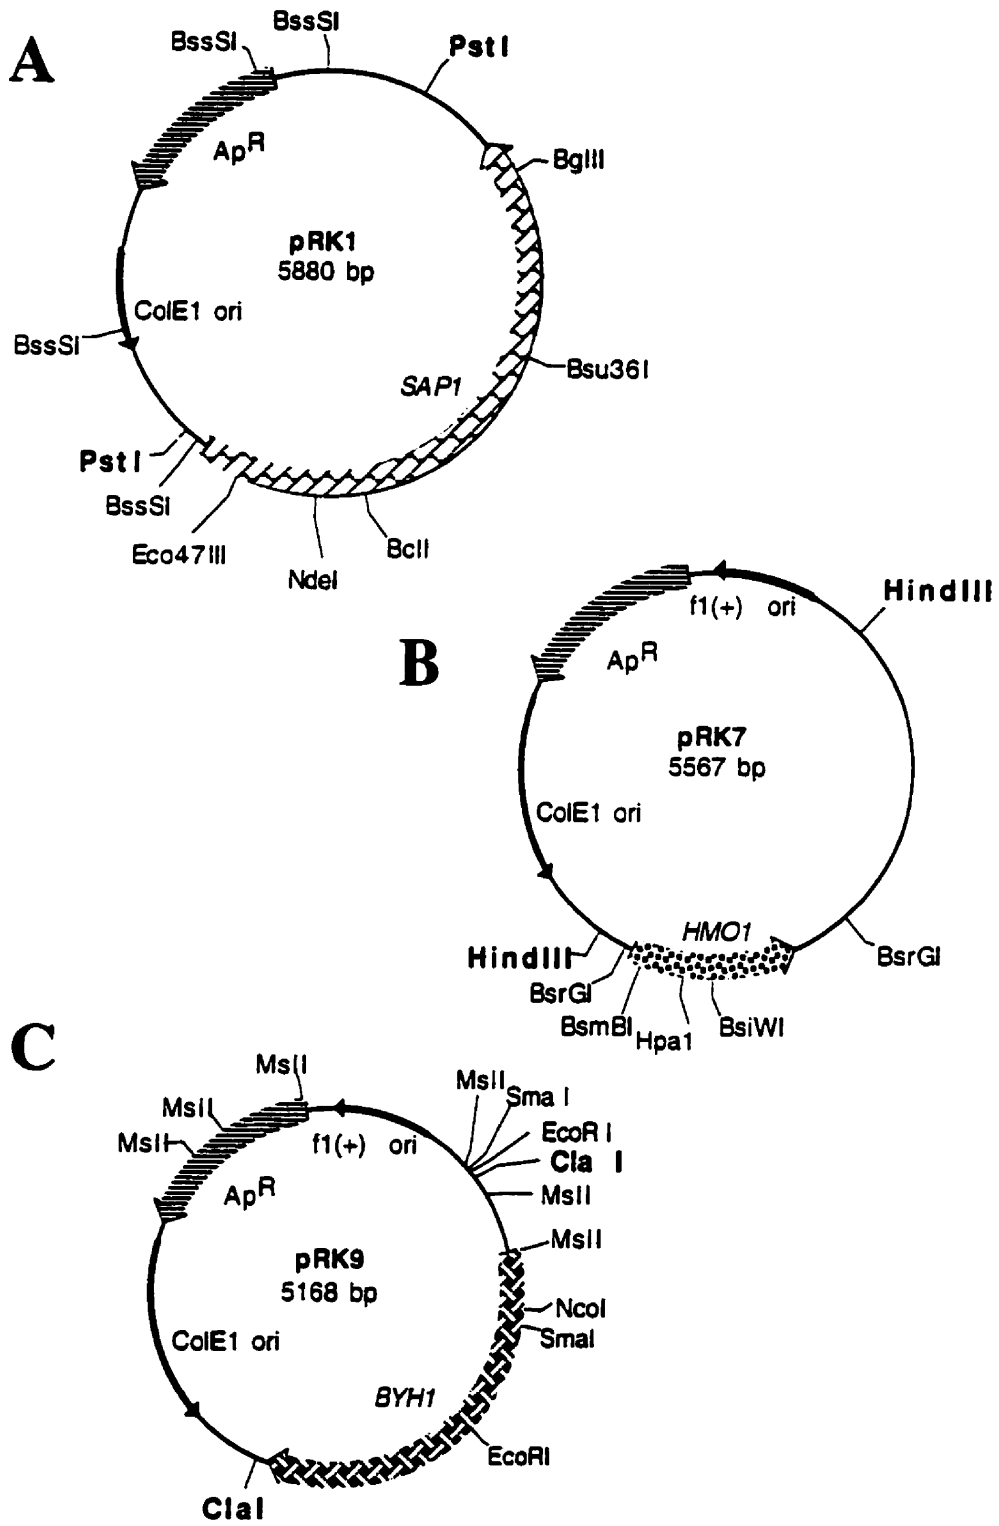 A
BssSI
BssSI
PstI
ApR
BglII
pRK1
5880 bp
ColE1 ori
BssSI
Bsu36I
SAP1
PstI
BssSI
Eco47III
NdeI
BclI
B
f1(+) ori
HindIII
ApR
pRK7
5567 bp
ColE1 ori
HMO1
HindIII
BsrGI
BsrGI
BsmBI
Hpa1
BsiWI
C
MslI
MslI
MslI
MslI
SmaI
EcoRI
ClaI
MslI
MslI
f1(+) ori
ApR
pRK9
5168 bp
NcoI
SmaI
ColE1 ori
BYH1
EcoRI
ClaI